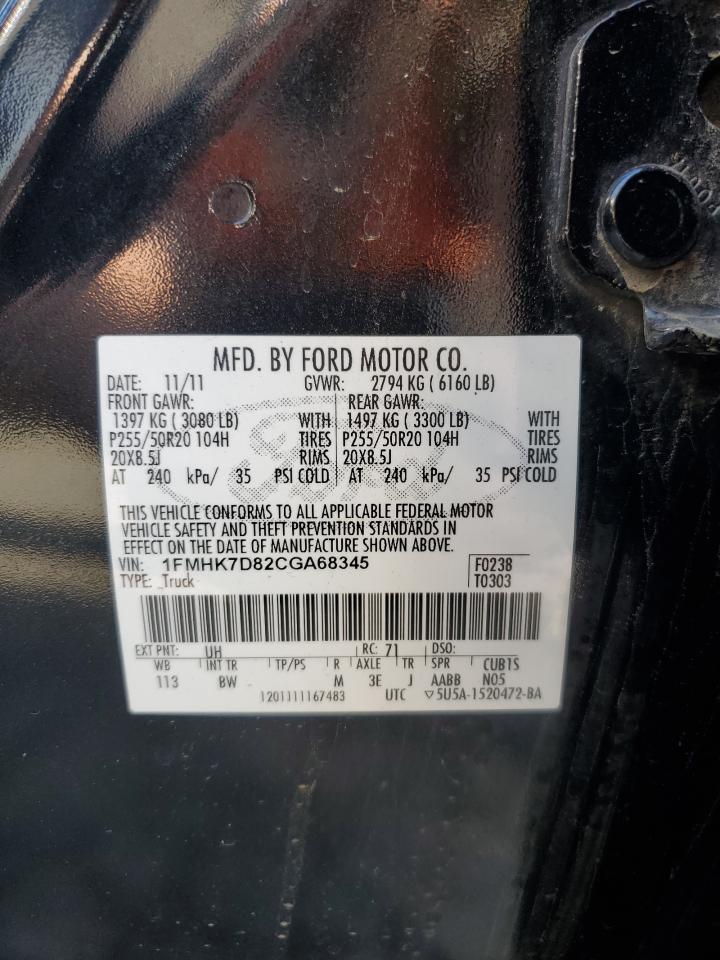 MFD. BY FORD MOTOR CO.
DATE: 11/11 GVWR: 2794 KG ( 6160 LB)
FRONT GAWR: REAR GAWR:
1397 KG ( 3080 LB) WITH 1497 KG ( 3300 LB) WITH
P255/50R20 104H TIRES P255/50R20 104H TIRES
20X8.5J RIMS 20X8.5J RIMS
AT 240 kPa/ 35 PSI COLD AT 240 kPa/ 35 PSI COLD
THIS VEHICLE CONFORMS TO ALL APPLICABLE FEDERAL MOTOR
VEHICLE SAFETY AND THEFT PREVENTION STANDARDS IN
EFFECT ON THE DATE OF MANUFACTURE SHOWN ABOVE.
VIN: 1FMHK7D82CGA68345 F0238
TYPE: _Truck T0303
EXT PNT: UH RC: 71 DSO:
WB INT TR TP/PS R AXLE TR SPR CUB1S
113 BW M 3E J AABB N05
1201111167483 UTC ▽5U5A-1520472-BA